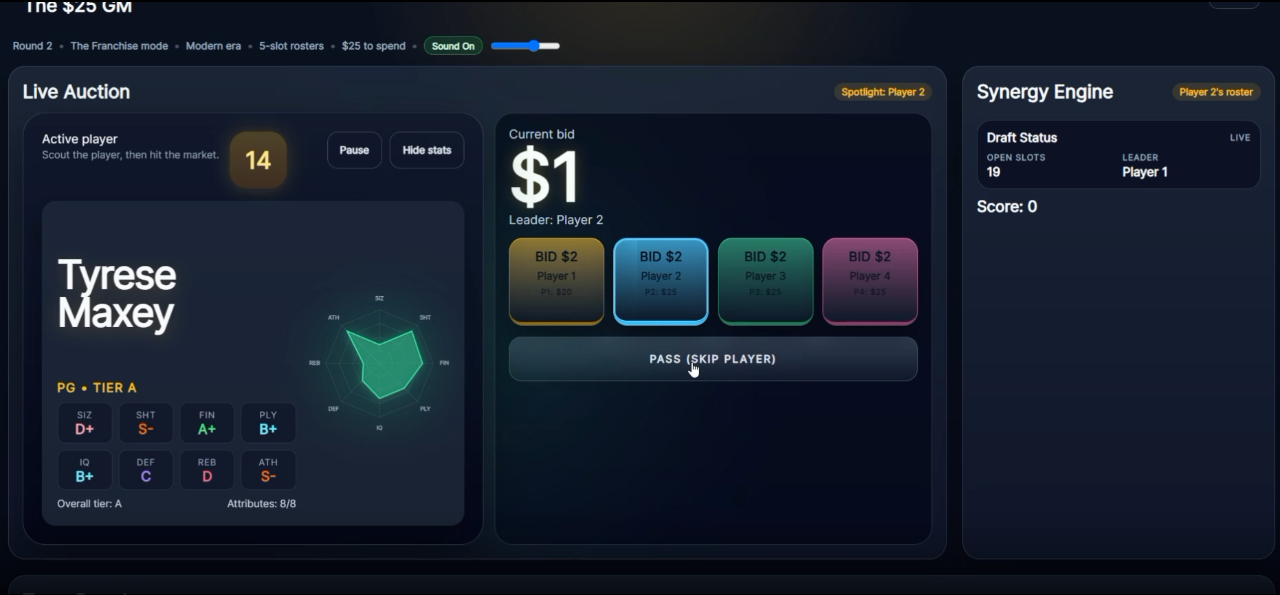 The $25 GM
Round 2 • The Franchise mode • Modern era • 5-slot rosters • $25 to spend • Sound On
Live Auction
Spotlight: Player 2
Active player
Scout the player, then hit the market.
14
Pause
Hide stats
Tyrese
Maxey
PG • TIER A
SIZ
D+
SHT
S-
FIN
A+
PLY
B+
IQ
B+
DEF
C
REB
D
ATH
S-
Overall tier: A
Attributes: 8/8
SIZ
SHT
FIN
PLY
IQ
DEF
REB
ATH
Current bid
$1
Leader: Player 2
BID $2
Player 1
P1: $20
BID $2
Player 2
P2: $25
BID $2
Player 3
P3: $25
BID $2
Player 4
P4: $25
PASS (SKIP PLAYER)
Synergy Engine
Player 2's roster
Draft Status
LIVE
OPEN SLOTS
19
LEADER
Player 1
Score: 0